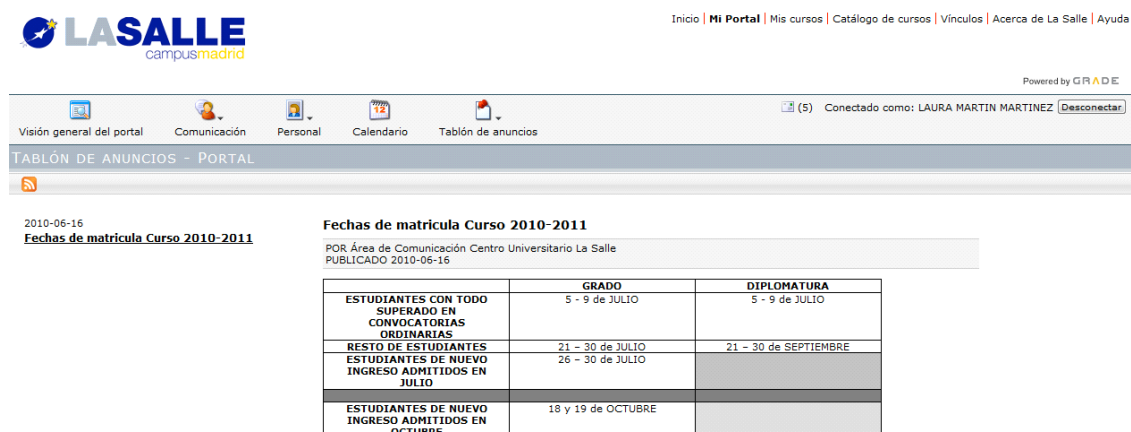 LASALLE
campusmadrid
Inicio | Mi Portal | Mis cursos | Catálogo de cursos | Vínculos | Acerca de La Salle | Ayuda
Powered by GRADE
(5) Conectado como: LAURA MARTIN MARTINEZ Desconectar
12
Visión general del portal Comunicación Personal Calendario Tablón de anuncios
TABLÓN DE ANUNCIOS - PORTAL
2010-06-16
Fechas de matricula Curso 2010-2011
Fechas de matricula Curso 2010-2011
POR Área de Comunicación Centro Universitario La Salle
PUBLICADO 2010-06-16
GRADO DIPLOMATURA
ESTUDIANTES CON TODO 5 - 9 de JULIO 5 - 9 de JULIO
SUPERADO EN
CONVOCATORIAS
ORDINARIAS
RESTO DE ESTUDIANTES 21 – 30 de JULIO 21 – 30 de SEPTIEMBRE
ESTUDIANTES DE NUEVO 26 – 30 de JULIO
INGRESO ADMITIDOS EN
JULIO
ESTUDIANTES DE NUEVO 18 y 19 de OCTUBRE
INGRESO ADMITIDOS EN
OCTUBRE